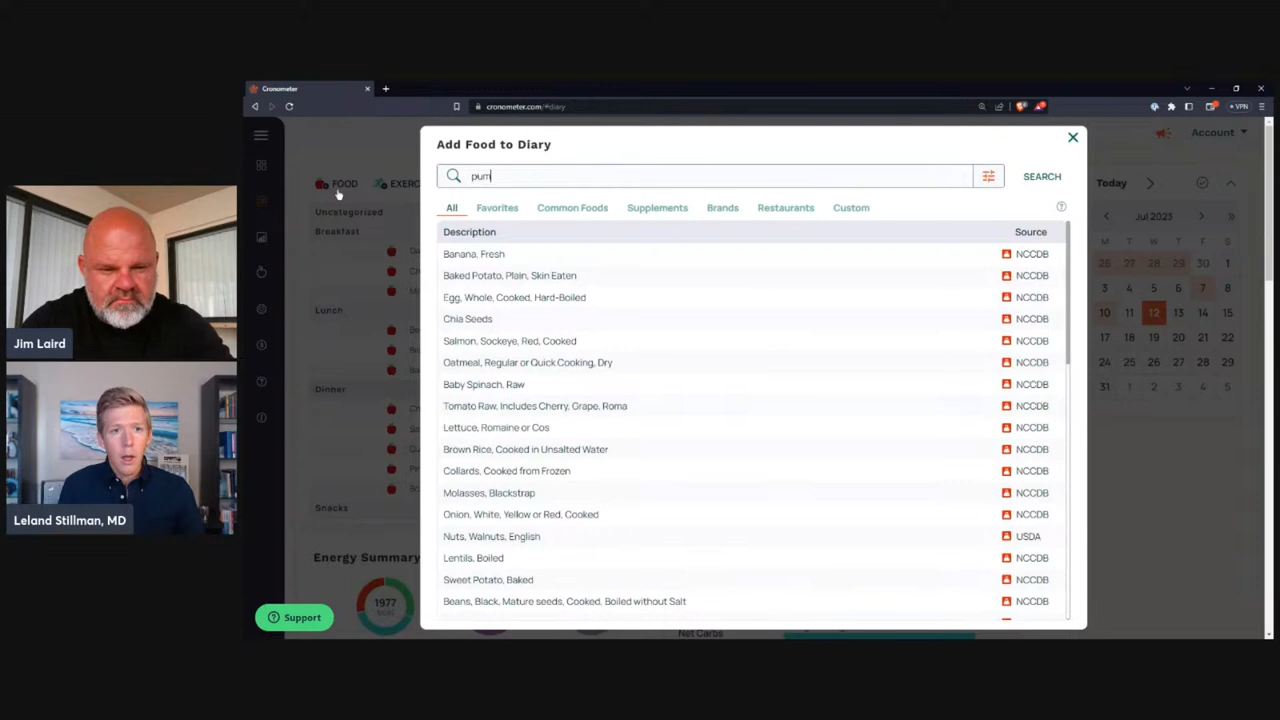 Cronometer
cronometer.com/#diary
VPN
Add Food to Diary
Account
pum
SEARCH
FOOD
EXERC
Today
All Favorites Common Foods Supplements Brands Restaurants Custom
Uncategorized
Jul 2023
Breakfast
Description Source
M T W T F S S
Banana, Fresh NCCDB
26 27 28 29 30 1
Baked Potato, Plain, Skin Eaten NCCDB
3 4 5 6 7 8
Egg, Whole, Cooked, Hard-Boiled NCCDB
Lunch
10 11 12 13 14 15
Chia Seeds NCCDB
Salmon, Sockeye, Red, Cooked NCCDB
17 18 19 20 21 22
Jim Laird
Oatmeal, Regular or Quick Cooking, Dry NCCDB
24 25 26 27 28 29
Baby Spinach, Raw NCCDB
31 1 2 3 4 5
Dinner
Tomato Raw, Includes Cherry, Grape, Roma NCCDB
Lettuce, Romaine or Cos NCCDB
Brown Rice, Cooked in Unsalted Water NCCDB
Collards, Cooked from Frozen NCCDB
Molasses, Blackstrap NCCDB
Snacks
Onion, White, Yellow or Red, Cooked NCCDB
Leland Stillman, MD
Nuts, Walnuts, English USDA
Energy Summary
Lentils, Boiled NCCDB
Sweet Potato, Baked NCCDB
1977
kcal
Beans, Black, Mature seeds, Cooked, Boiled without Salt NCCDB
Support
Net Carbs